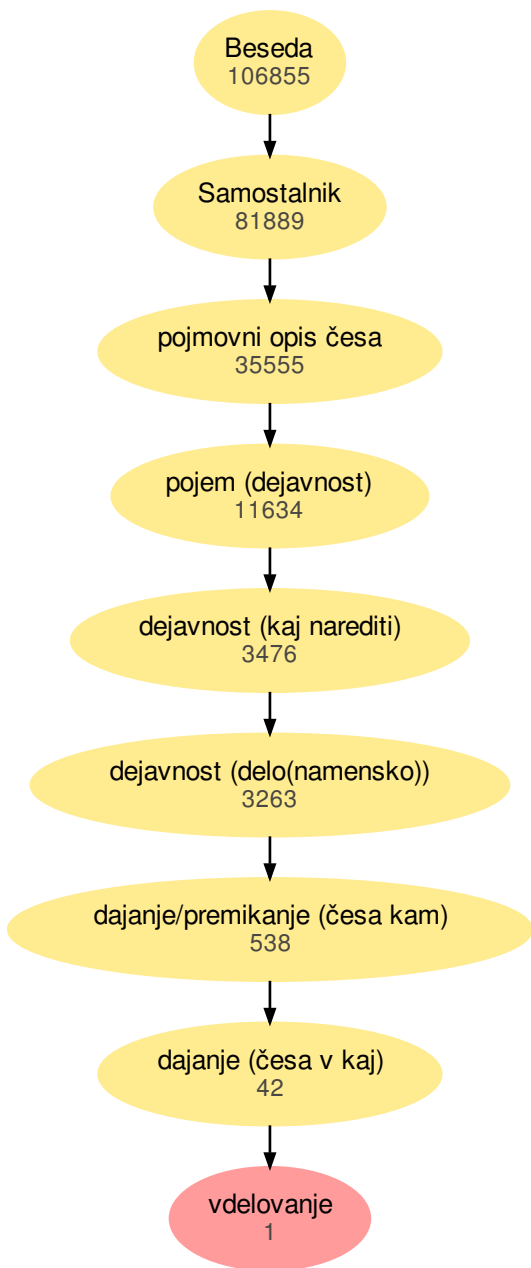 Beseda
106855
Samostalnik
81889
pojmovni opis česa
35555
pojem (dejavnost)
11634
dejavnost (kaj narediti)
3476
dejavnost (delo(namensko))
3263
dajanje/premikanje (česa kam)
538
dajanje (česa v kaj)
42
vdelovanje
1